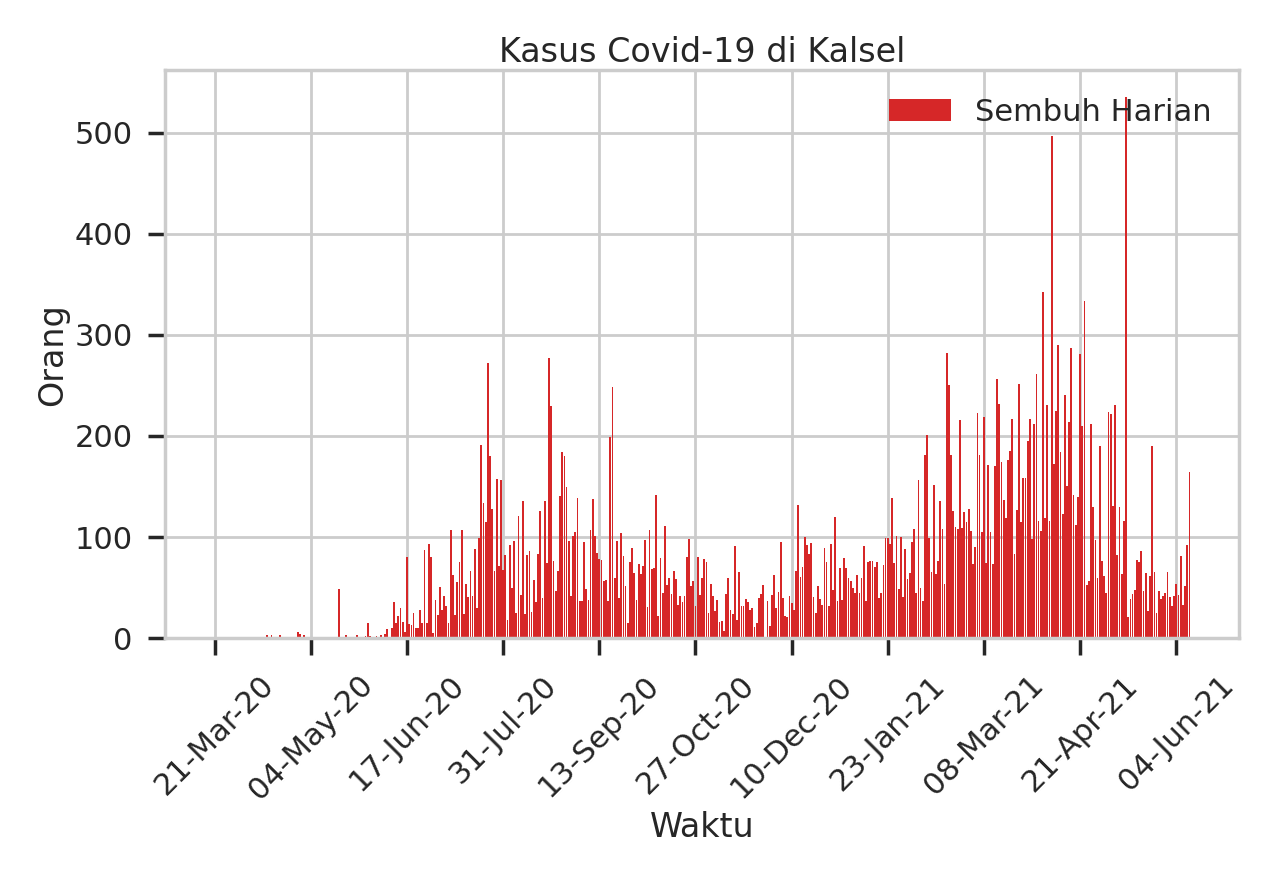 Kasus Covid-19 di Kalsel
Sembuh Harian
Orang
500
400
300
200
100
0
21-Mar-20
04-May-20
17-Jun-20
31-Jul-20
13-Sep-20
27-Oct-20
10-Dec-20
23-Jan-21
08-Mar-21
21-Apr-21
04-Jun-21
Waktu